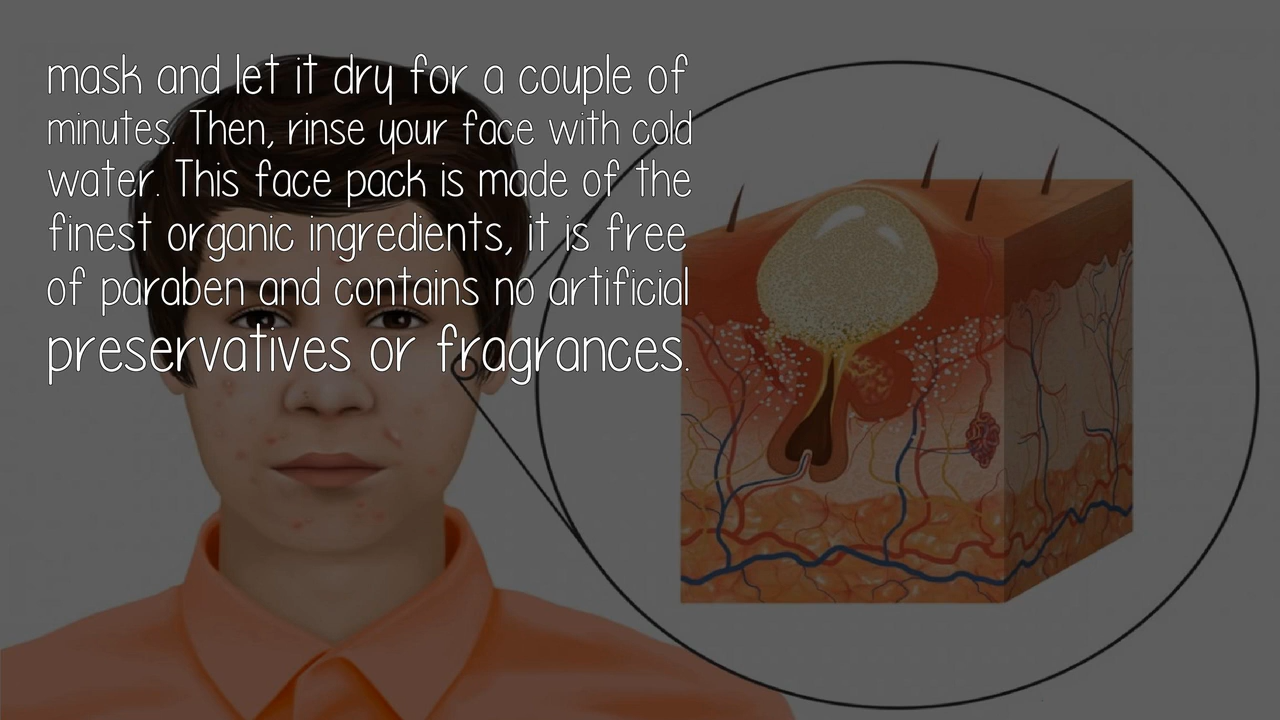 mask and let it dry for a couple of
minutes. Then, rinse your face with cold
water. This face pack is made of the
finest organic ingredients, it is free
of paraben and contains no artificial
preservatives or fragrances.